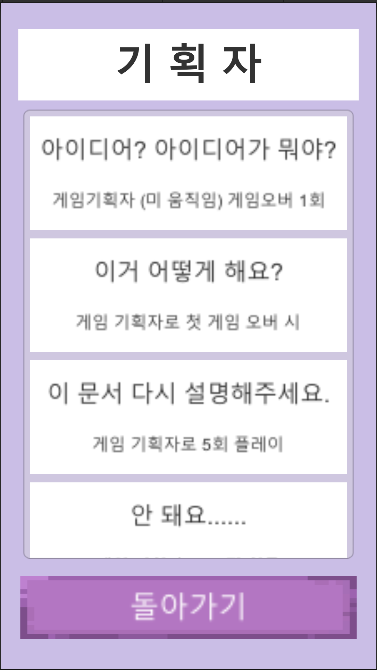 기 획 자
아이디어? 아이디어가 뭐야?
게임기획자 (미 움직임) 게임오버 1회
이거 어떻게 해요?
게임 기획자로 첫 게임 오버 시
이 문서 다시 설명해주세요.
게임 기획자로 5회 플레이
안 돼요......
돌아가기